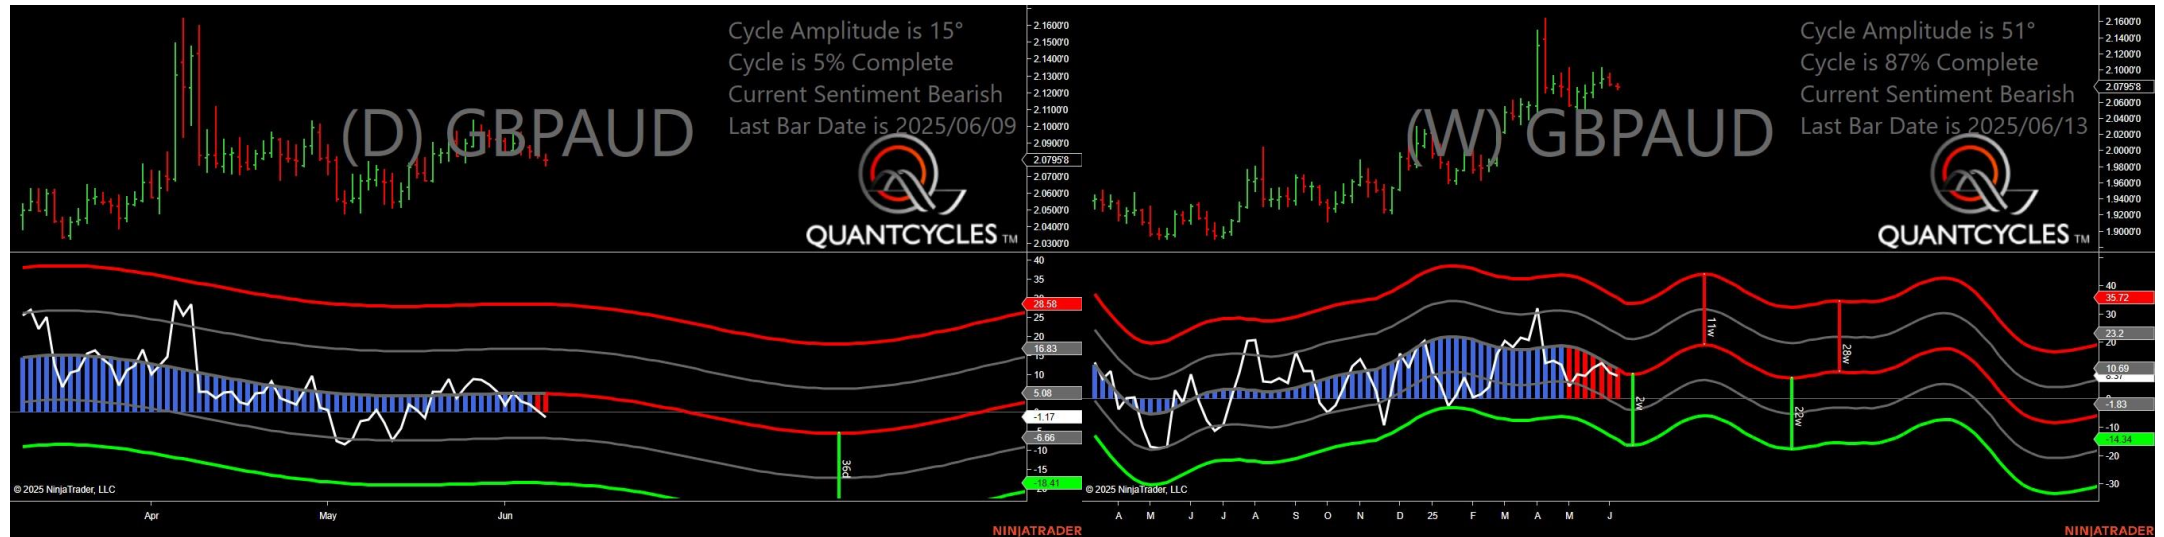 Cycle Amplitude is 15°
Cycle is 5% Complete
Current Sentiment Bearish
Last Bar Date is 2025/06/09
(D) GBPAUD
QUANTCYCLES TM
2.1600'0
2.1500'0
2.1400'0
2.1300'0
2.1200'0
2.1100'0
2.1000'0
2.0900'0
2.0795'8
2.0700'0
2.0600'0
2.0500'0
2.0400'0
2.0300'0
40
35
28.58
25
20
16.83
15
10
5.08
-1.17
-6.66
-10
-15
-18.41
36d
© 2025 NinjaTrader, LLC
Apr
May
Jun
NINJATRADER
Cycle Amplitude is 51°
Cycle is 87% Complete
Current Sentiment Bearish
Last Bar Date is 2025/06/13
(W) GBPAUD
QUANTCYCLES TM
2.1600'0
2.1400'0
2.1200'0
2.1000'0
2.0795'8
2.0600'0
2.0400'0
2.0200'0
2.0000'0
1.9800'0
1.9600'0
1.9400'0
1.9200'0
1.9000'0
40
35.72
30
23.2
20
10.69
-1.83
-10
-14.34
-20
-30
11w
28w
2w
22w
© 2025 NinjaTrader, LLC
A M J J A S O N D 25 F M A M J
NINJATRADER